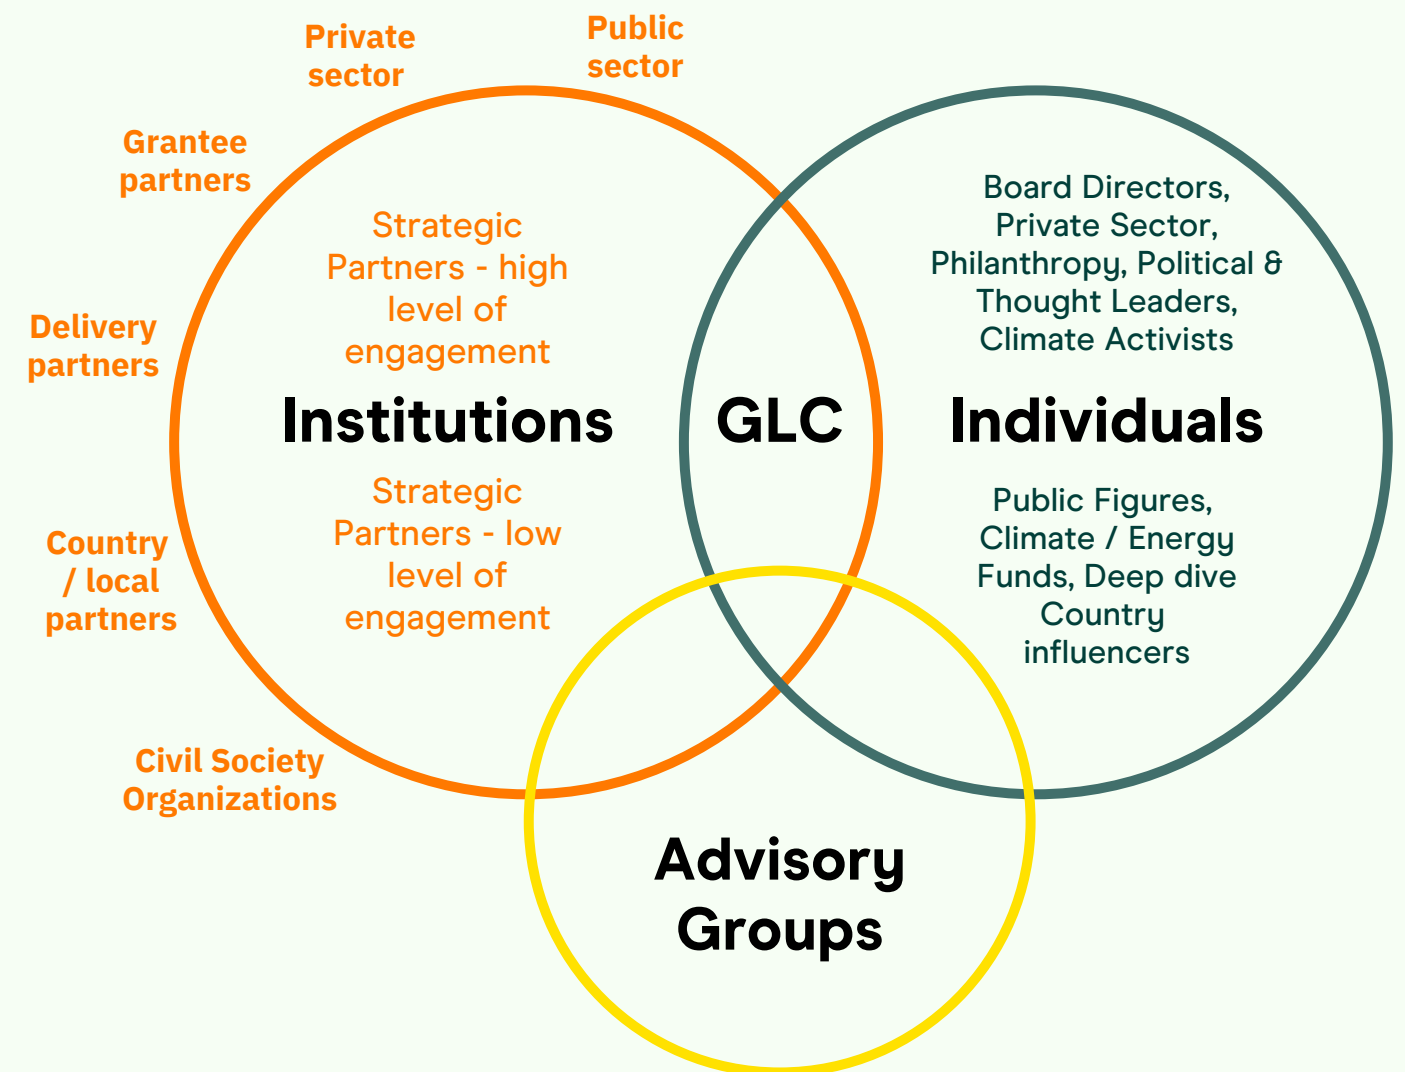 Private
sector
Public
sector
Grantee
partners
Delivery
partners
Country
/ local
partners
Civil Society
Organizations
Strategic
Partners - high
level of
engagement
Institutions
Strategic
Partners - low
level of
engagement
GLC
Board Directors,
Private Sector,
Philanthropy, Political &
Thought Leaders,
Climate Activists
Individuals
Public Figures,
Climate / Energy
Funds, Deep dive
Country
influencers
Advisory
Groups